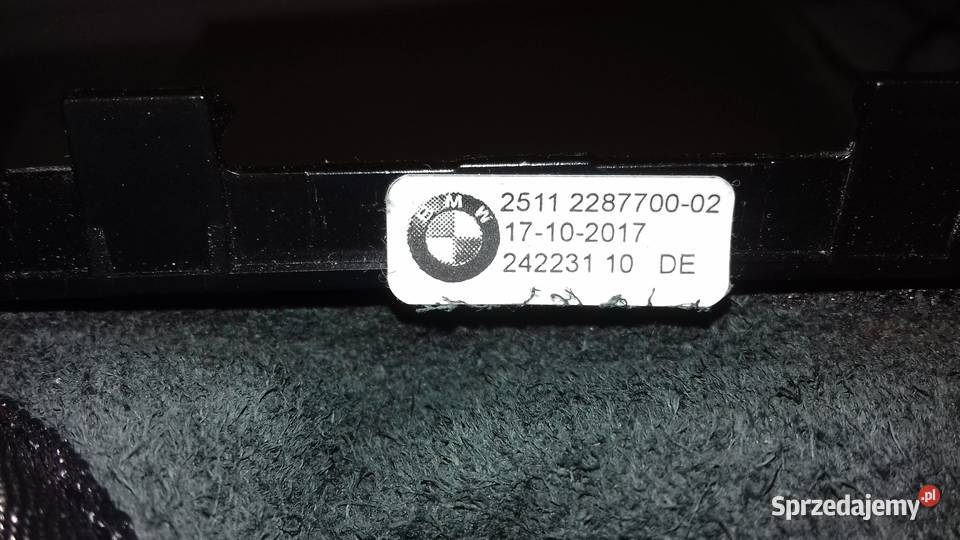 BMW
2511 2287700-02
17-10-2017
242231 10 DE
Sprzedajemy.pl